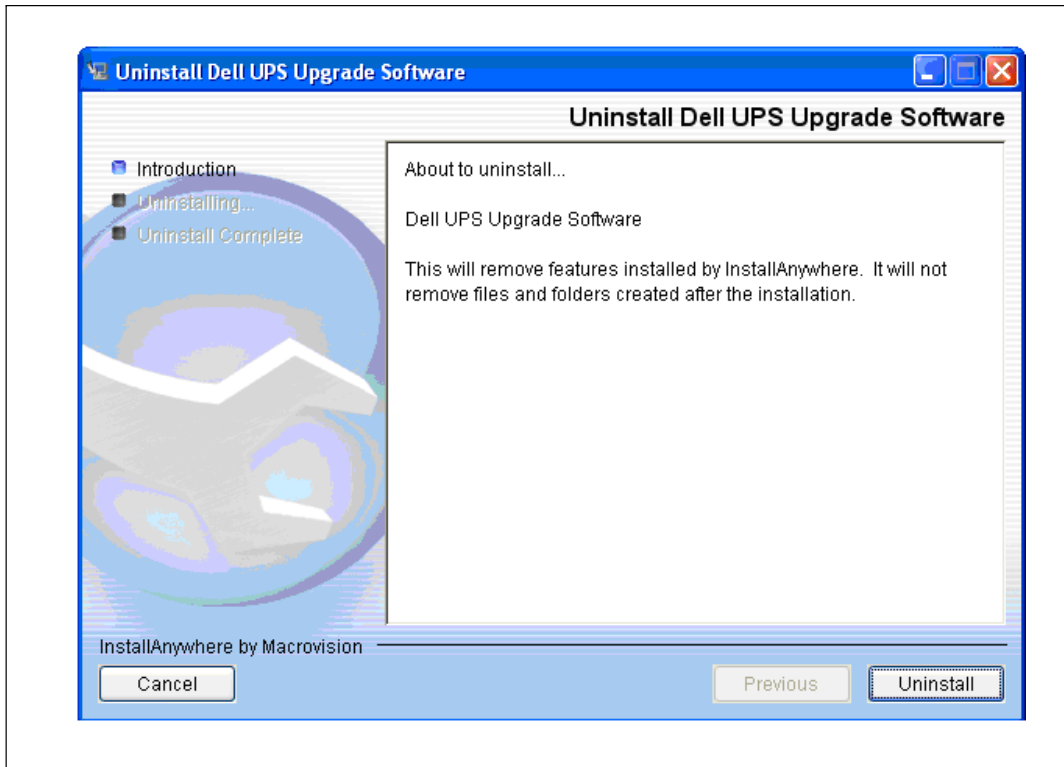 Uninstall Dell UPS Upgrade Software
Uninstall Dell UPS Upgrade Software
Introduction
Uninstalling...
Uninstall Complete
About to uninstall...
Dell UPS Upgrade Software
This will remove features installed by InstallAnywhere.  It will not
remove files and folders created after the installation.
InstallAnywhere by Macrovision
Cancel
Previous
Uninstall